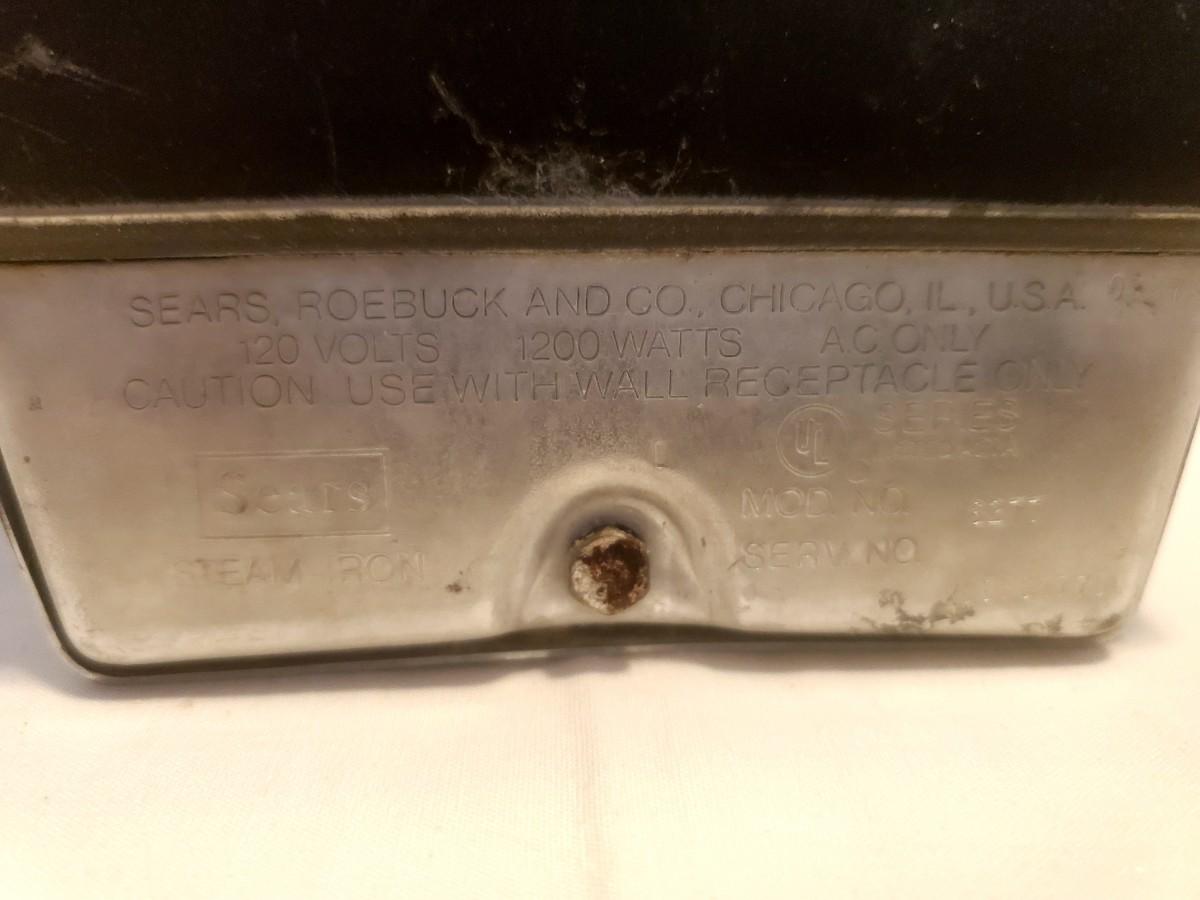 SEARS, ROEBUCK AND CO., CHICAGO, IL., U.S.A.
120 VOLTS 1200 WATTS A.C ONLY
CAUTION USE WITH WALL RECEPTACLE ONLY
UL
SERIES
Sears
MOD. NO.
STEAM IRON
SERV. NO.